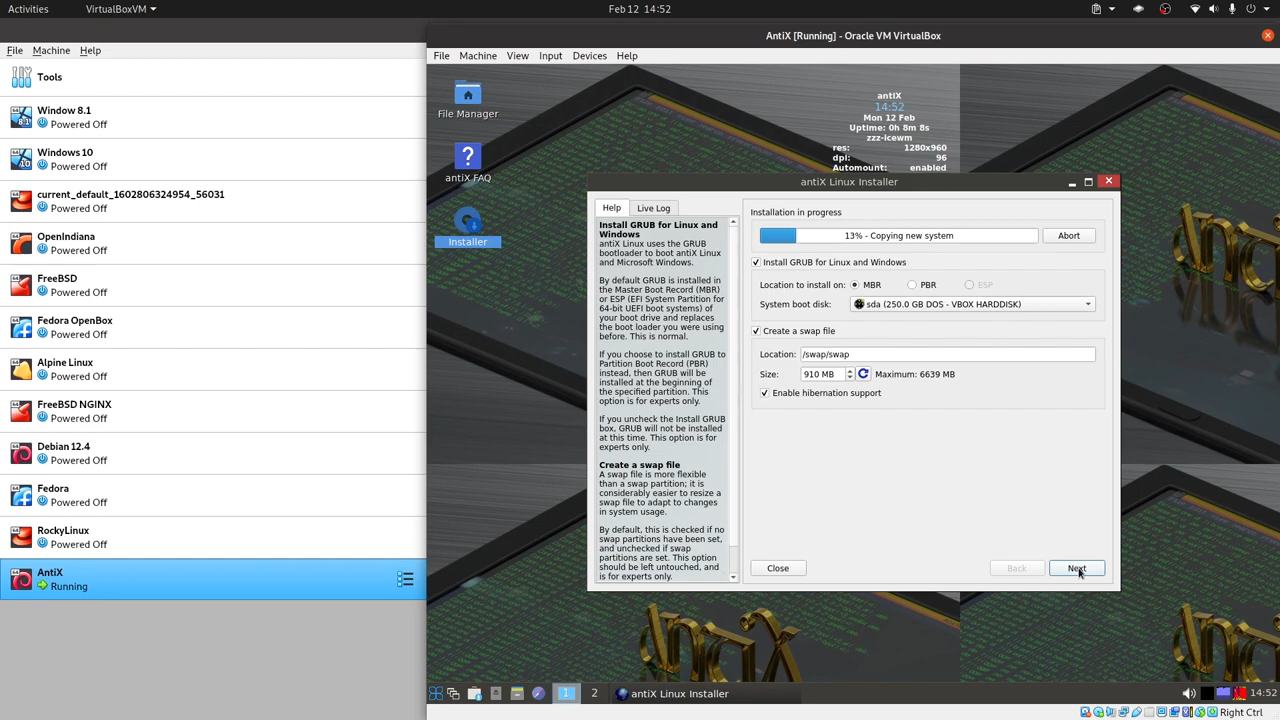 Activities
VirtualBoxVM
Feb 12 14:52
AntiX [Running] - Oracle VM VirtualBox
File Machine Help
File Machine View Input Devices Help
Tools
Window 8.1
Powered Off
Windows 10
Powered Off
current_default_1602806324954_56031
Powered Off
OpenIndiana
Powered Off
FreeBSD
Powered Off
Fedora OpenBox
Powered Off
Alpine Linux
Powered Off
FreeBSD NGINX
Powered Off
Debian 12.4
Powered Off
Fedora
Powered Off
RockyLinux
Powered Off
AntiX
Running
File Manager
antiX FAQ
Installer
antiX
14:52
Mon 12 Feb
Uptime: 0h 8m 8s
zzz-icewm
res: 1280x960
dpi: 96
Automount: enabled
antiX Linux Installer
Help
Live Log
Install GRUB for Linux and
Windows
antiX Linux uses the GRUB
bootloader to boot antiX Linux
and Microsoft Windows.
By default GRUB is installed in
the Master Boot Record (MBR)
or ESP (EFI System Partition for
64-bit UEFI boot systems) of
your boot drive and replaces
the boot loader you were using
before. This is normal.
If you choose to install GRUB to
Partition Boot Record (PBR)
instead, then GRUB will be
installed at the beginning of
the specified partition. This
option is for experts only.
If you uncheck the Install GRUB
box, GRUB will not be installed
at this time. This option is for
experts only.
Create a swap file
A swap file is more flexible
than a swap partition; it is
considerably easier to resize a
swap file to adapt to changes
in system usage.
By default, this is checked if no
swap partitions have been set,
and unchecked if swap
partitions are set. This option
should be left untouched, and
is for experts only.
Installation in progress
13% - Copying new system
Abort
Install GRUB for Linux and Windows
Location to install on: MBR PBR ESP
System boot disk: sda (250.0 GB DOS - VBOX HARDDISK)
Create a swap file
Location: /swap/swap
Size: 910 MB Maximum: 6639 MB
Enable hibernation support
Close
Back
Next
antiX
1
2
antiX Linux Installer
14:52
Right Ctrl